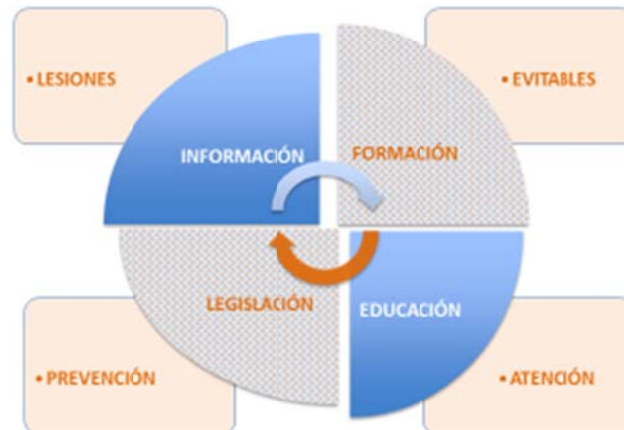 • LESIONES
• EVITABLES
INFORMACIÓN
FORMACIÓN
LEGISLACIÓN
EDUCACIÓN
• PREVENCIÓN
• ATENCIÓN